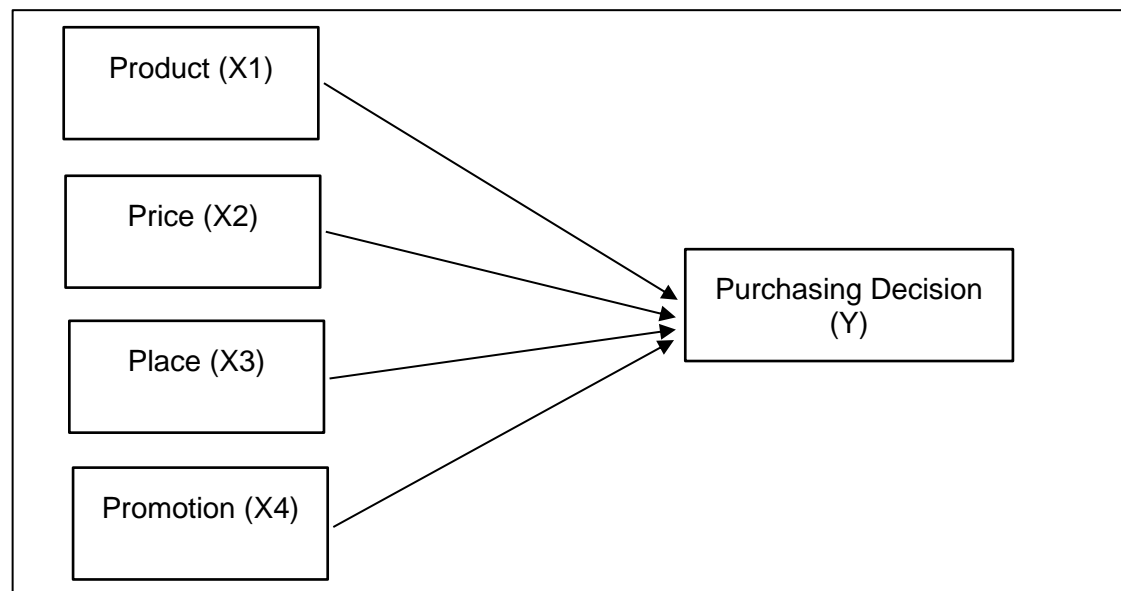 Product (X1)
Price (X2)
Place (X3)
Promotion (X4)
Purchasing Decision
(Y)